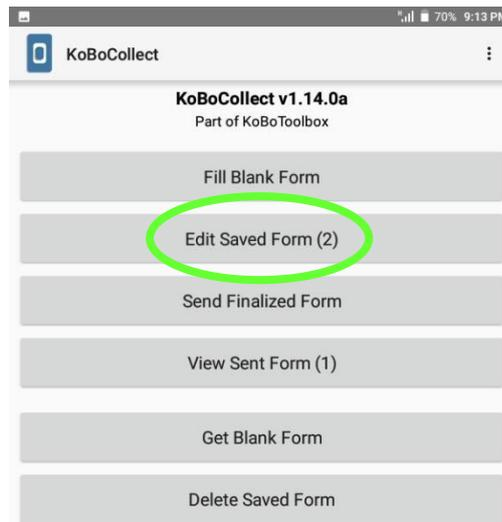 70% 9:13 PM
KoBoCollect
KoBoCollect v1.14.0a
Part of KoBoToolbox
Fill Blank Form
Edit Saved Form (2)
Send Finalized Form
View Sent Form (1)
Get Blank Form
Delete Saved Form